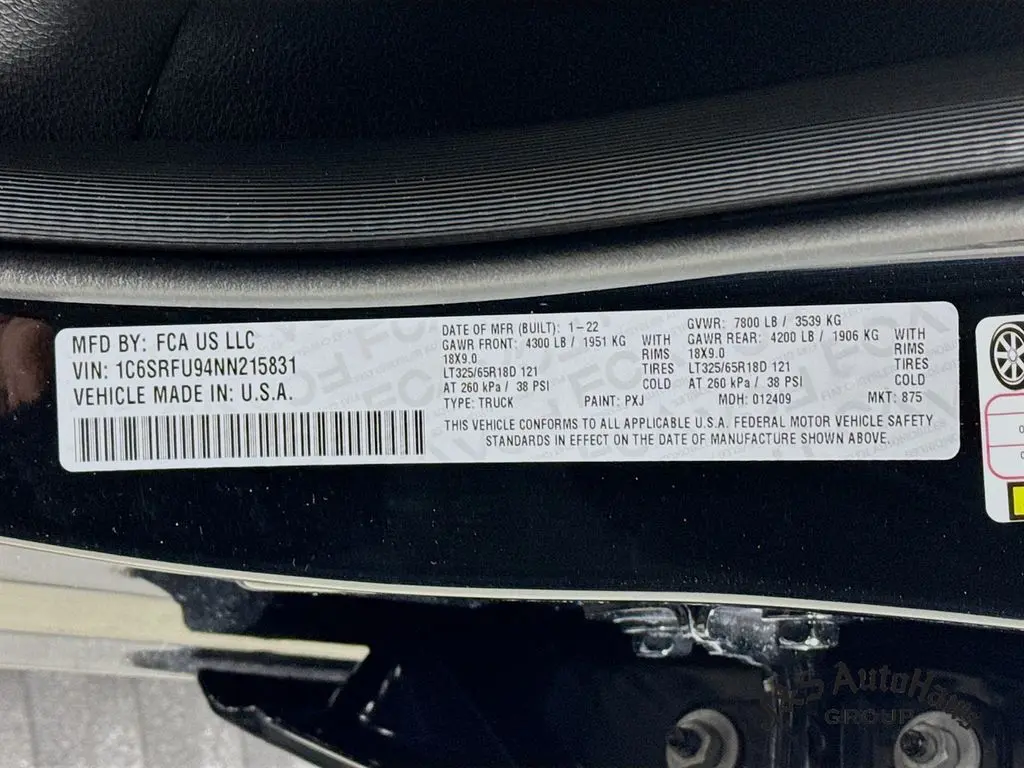 MFD BY: FCA US LLC
VIN: 1C6SRFU94NN215831
VEHICLE MADE IN: U.S.A.
DATE OF MFR (BUILT): 1-22
GAWR FRONT: 4300 LB / 1951 KG WITH
18X9.0 RIMS
LT325/65R18D 121 TIRES
AT 260 kPa / 38 PSI COLD
GVWR: 7800 LB / 3539 KG
GAWR REAR: 4200 LB / 1906 KG WITH
18X9.0 RIMS
LT325/65R18D 121 TIRES
AT 260 kPa / 38 PSI COLD
TYPE: TRUCK PAINT: PXJ MDH: 012409 MKT: 875
THIS VEHICLE CONFORMS TO ALL APPLICABLE U.S.A. FEDERAL MOTOR VEHICLE SAFETY
STANDARDS IN EFFECT ON THE DATE OF MANUFACTURE SHOWN ABOVE.
AutoHaus
GROUP